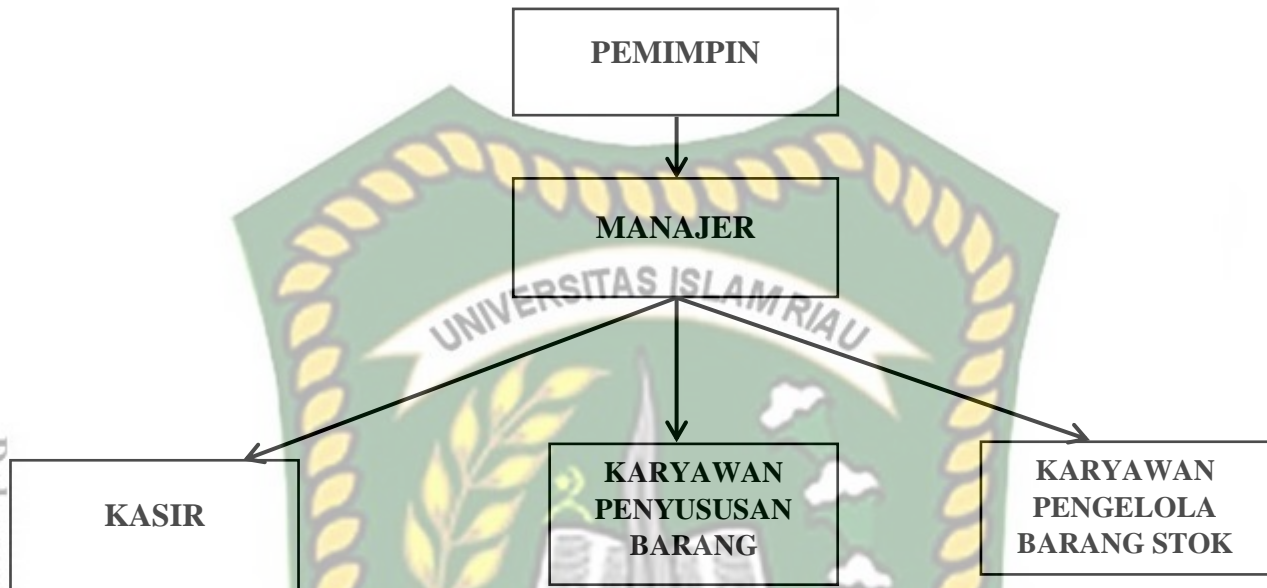 PEMIMPIN
MANAJER
UNIVERSITAS ISLAM RIAU
KASIR
KARYAWAN
PENYUSUSAN
BARANG
KARYAWAN
PENGELOLA
BARANG STOK